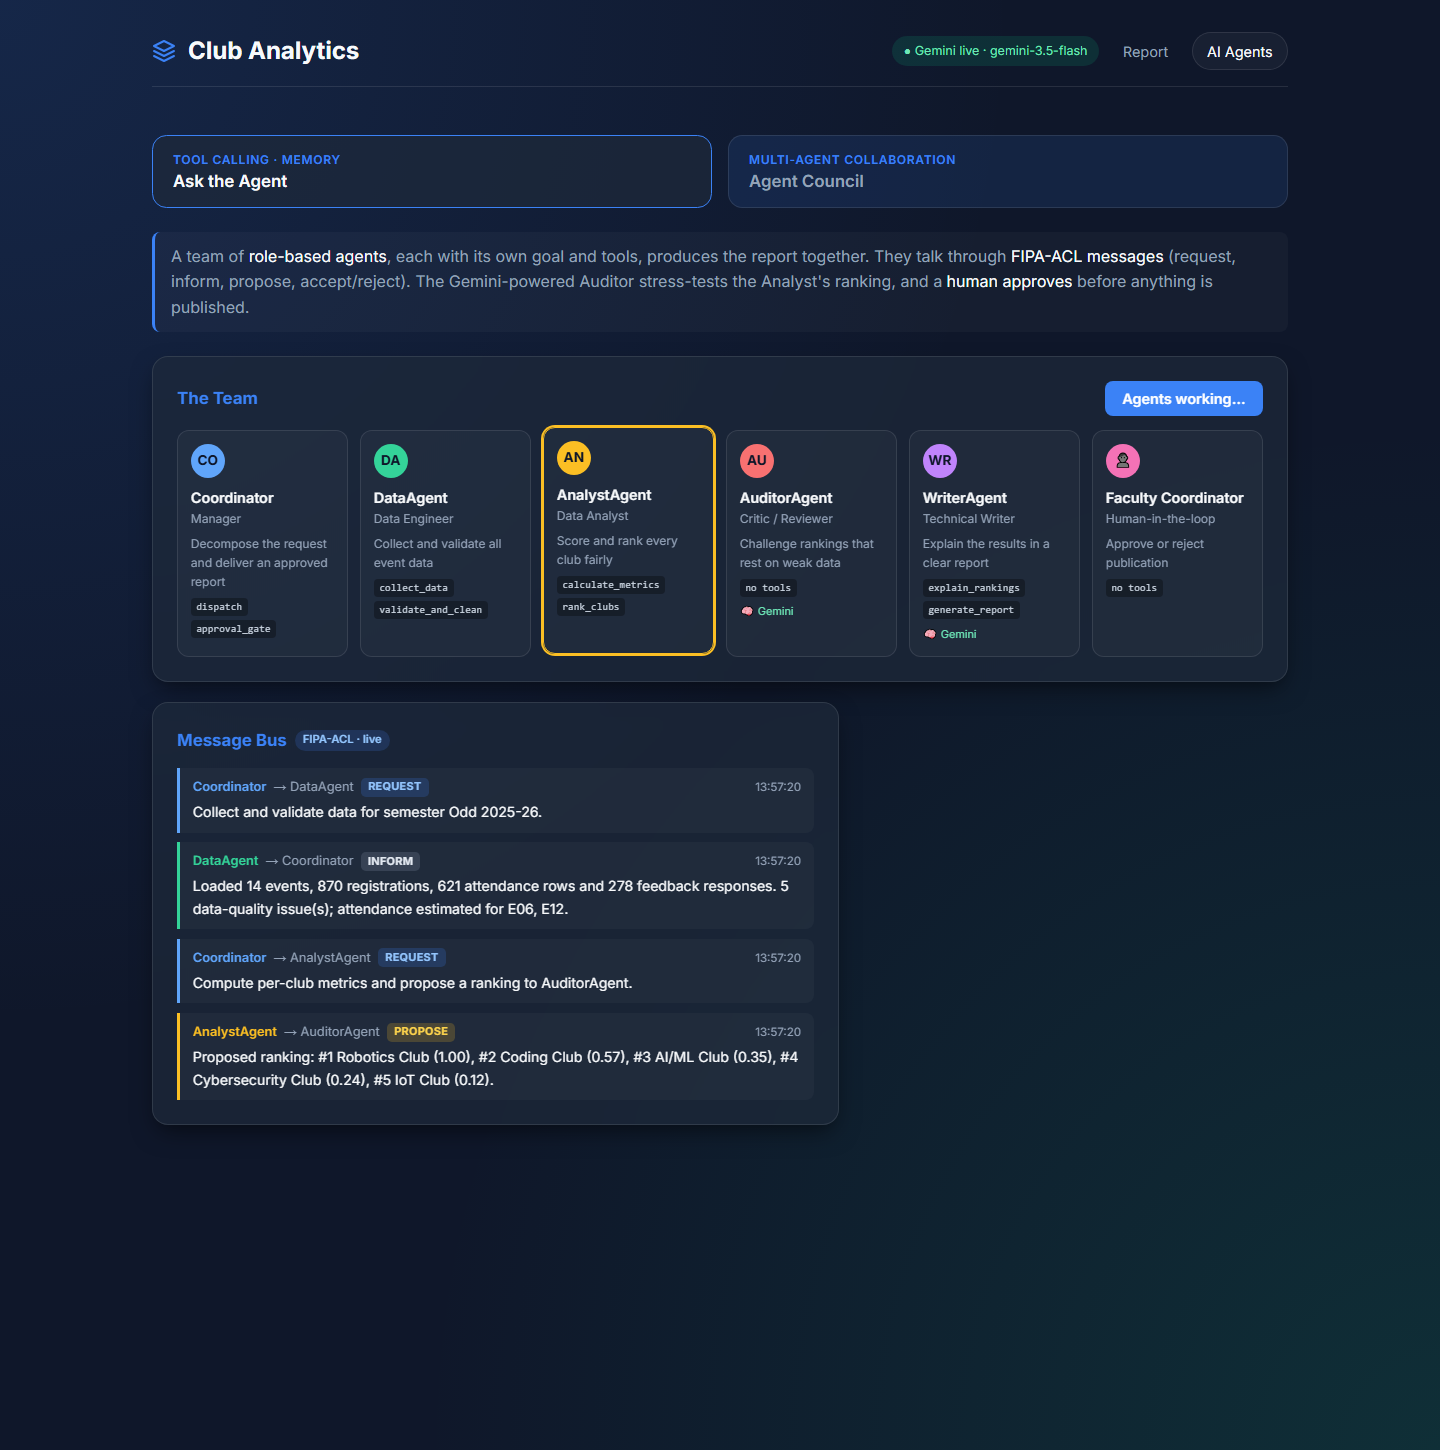 Club Analytics
● Gemini live · gemini-3.5-flash
Report
AI Agents
TOOL CALLING · MEMORY
Ask the Agent
MULTI-AGENT COLLABORATION
Agent Council
A team of role-based agents, each with its own goal and tools, produces the report together. They talk through FIPA-ACL messages (request,
inform, propose, accept/reject). The Gemini-powered Auditor stress-tests the Analyst's ranking, and a human approves before anything is
published.
The Team
Agents working...
CO
Coordinator
Manager
Decompose the request
and deliver an approved
report
dispatch
approval_gate
DA
DataAgent
Data Engineer
Collect and validate all
event data
collect_data
validate_and_clean
AN
AnalystAgent
Data Analyst
Score and rank every
club fairly
calculate_metrics
rank_clubs
AU
AuditorAgent
Critic / Reviewer
Challenge rankings that
rest on weak data
no tools
🧠 Gemini
WR
WriterAgent
Technical Writer
Explain the results in a
clear report
explain_rankings
generate_report
🧠 Gemini
Faculty Coordinator
Human-in-the-loop
Approve or reject
publication
no tools
Message Bus FIPA-ACL · live
Coordinator → DataAgent REQUEST 13:57:20
Collect and validate data for semester Odd 2025-26.
DataAgent → Coordinator INFORM 13:57:20
Loaded 14 events, 870 registrations, 621 attendance rows and 278 feedback responses. 5
data-quality issue(s); attendance estimated for E06, E12.
Coordinator → AnalystAgent REQUEST 13:57:20
Compute per-club metrics and propose a ranking to AuditorAgent.
AnalystAgent → AuditorAgent PROPOSE 13:57:20
Proposed ranking: #1 Robotics Club (1.00), #2 Coding Club (0.57), #3 AI/ML Club (0.35), #4
Cybersecurity Club (0.24), #5 IoT Club (0.12).